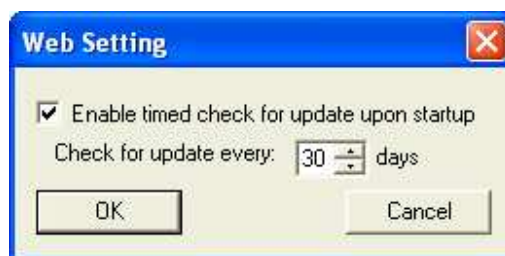 Web Setting
Enable timed check for update upon startup
Check for update every: 30 days
OK Cancel